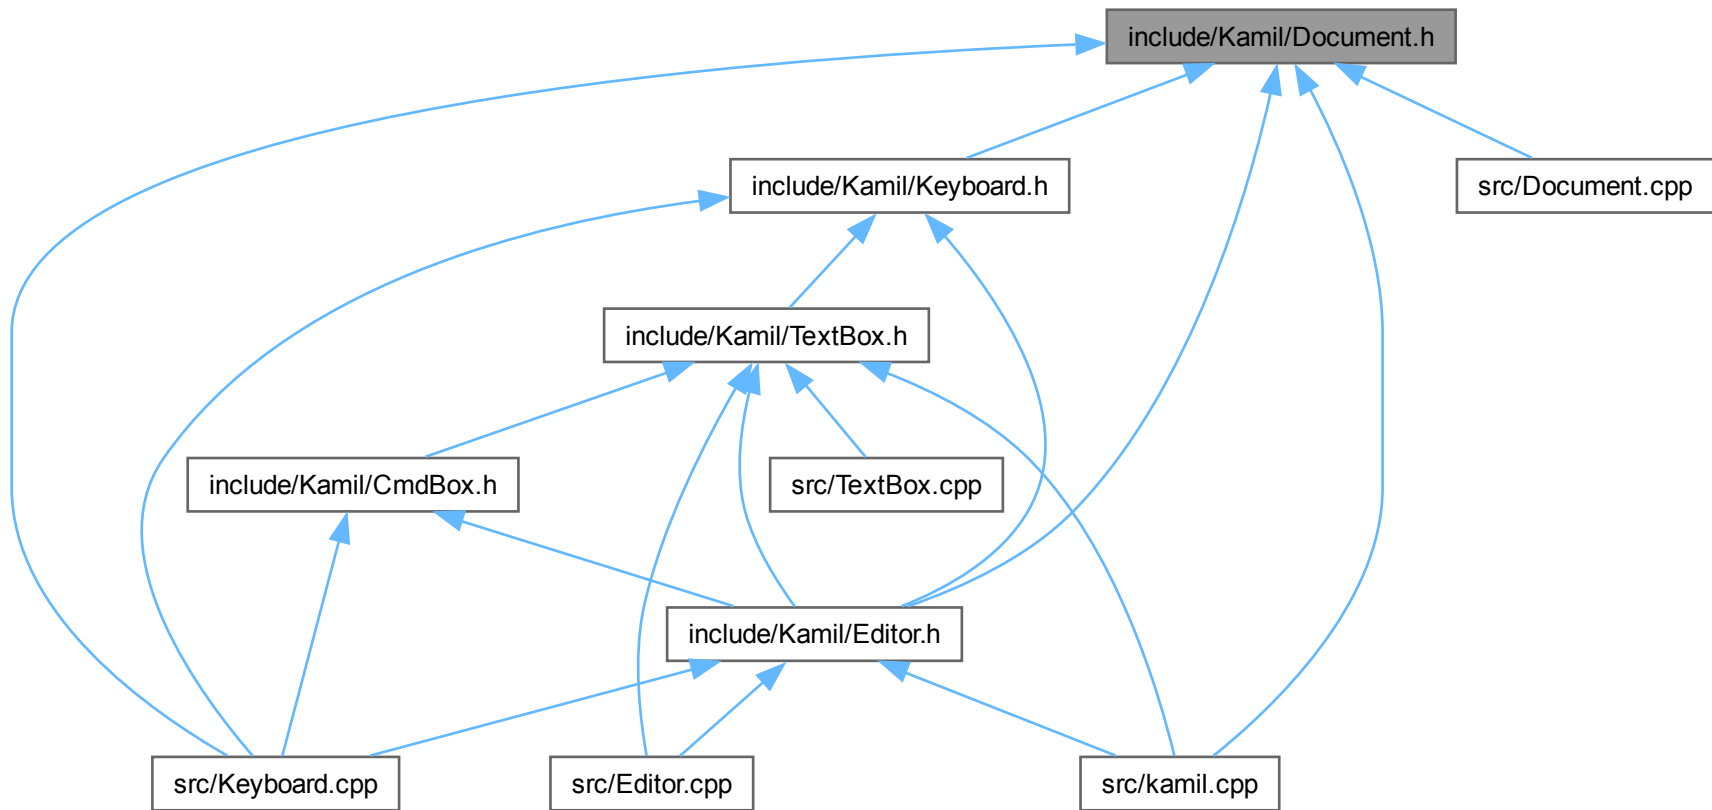 include/Kamil/Document.h
include/Kamil/Keyboard.h
src/Document.cpp
include/Kamil/TextBox.h
include/Kamil/CmdBox.h
src/TextBox.cpp
include/Kamil/Editor.h
src/Keyboard.cpp
src/Editor.cpp
src/kamil.cpp